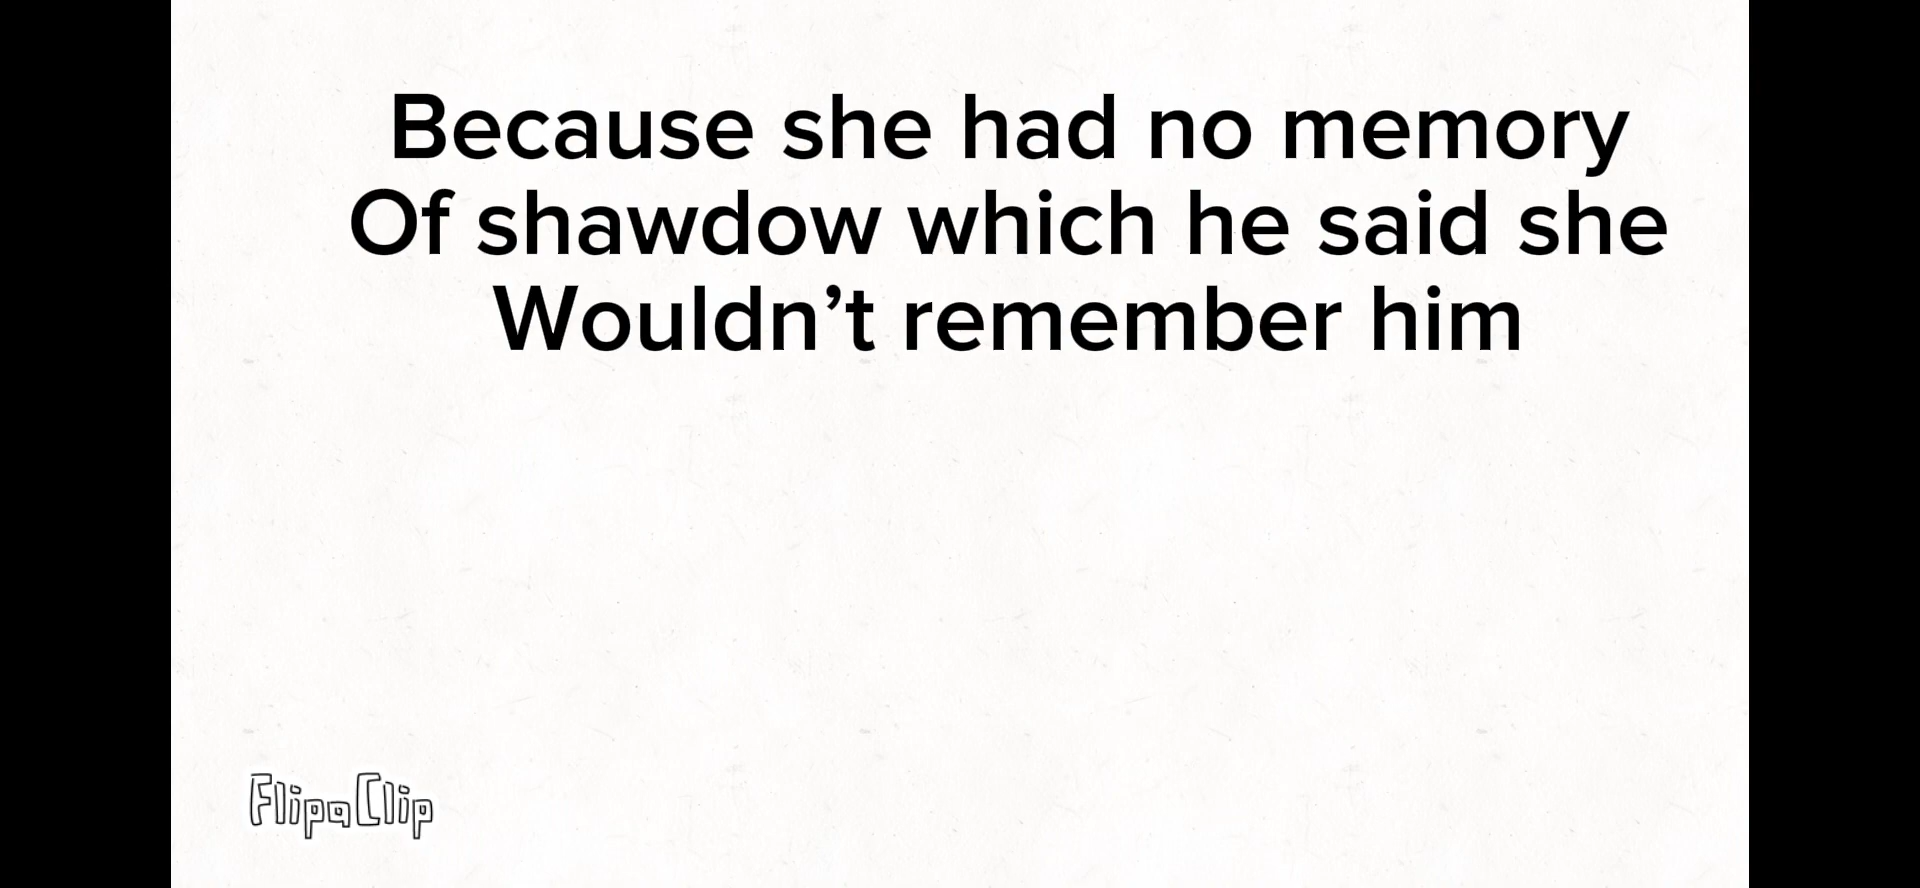 Because she had no memory
Of shawdow which he said she
Wouldn’t remember him
FlipaClip